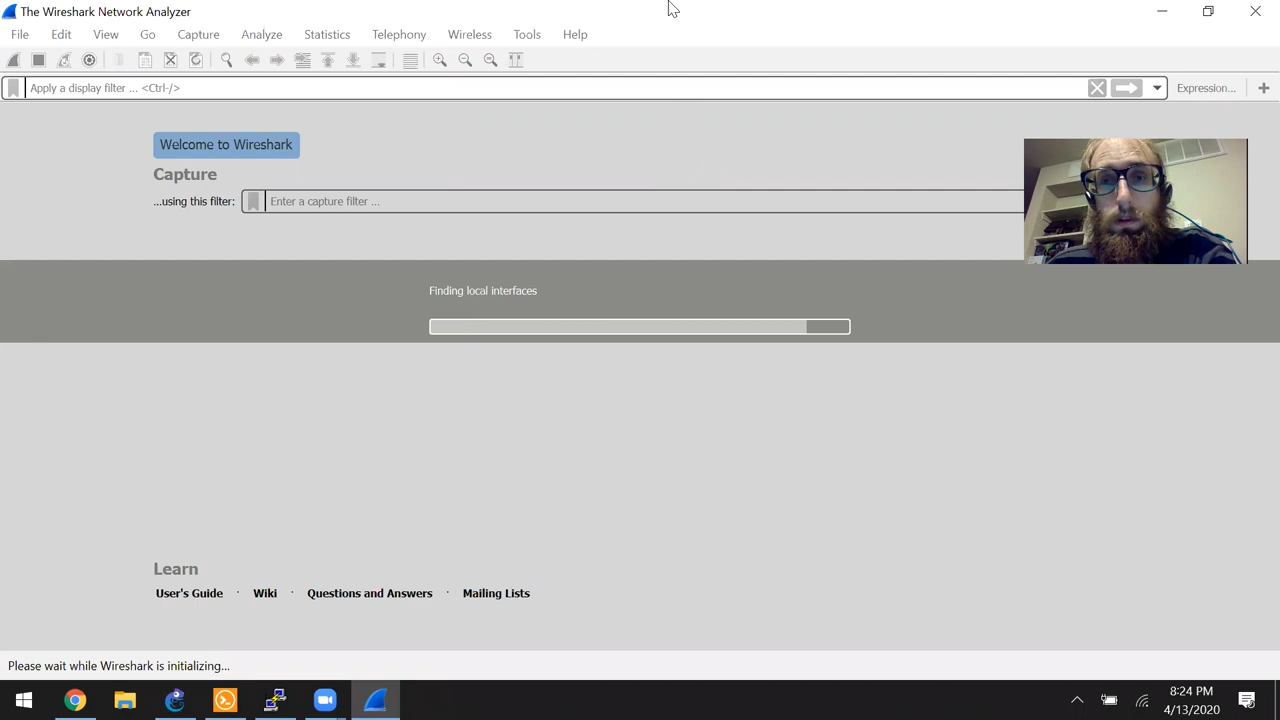 The Wireshark Network Analyzer
File Edit View Go Capture Analyze Statistics Telephony Wireless Tools Help
Apply a display filter ... <Ctrl-/> Expression... +
Welcome to Wireshark
Capture
...using this filter: Enter a capture filter ...
Finding local interfaces
Learn
User's Guide · Wiki · Questions and Answers · Mailing Lists
Please wait while Wireshark is initializing...
8:24 PM
4/13/2020